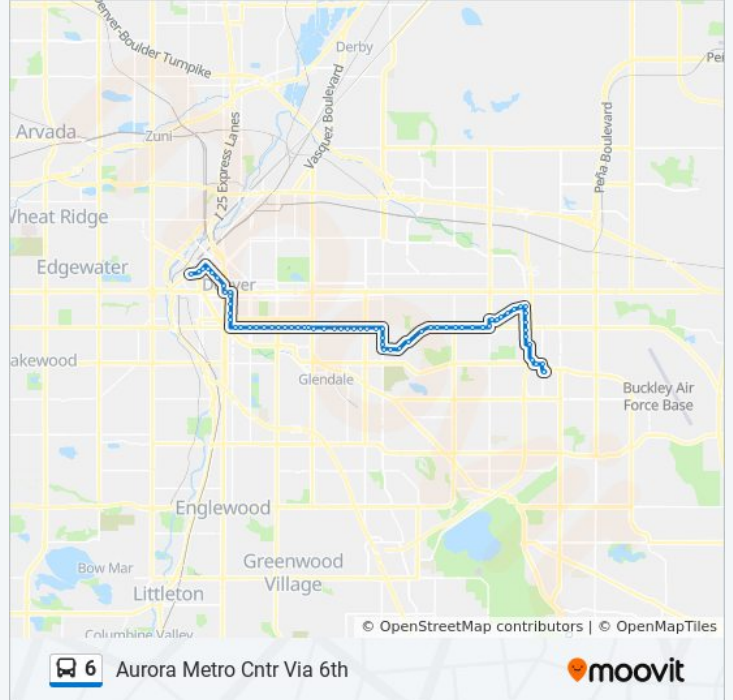 Denver-Boulder Turnpike
Derby
Arvada
Zuni
I 25 Express Lanes
Vasquez Boulevard
Peña Boulevard
Wheat Ridge
Edgewater
Denver
akewood
Glendale
Buckley Air
Force Base
Englewood
Bow Mar
Greenwood
Village
Littleton
Columbine Valley
© OpenStreetMap contributors | © OpenMapTiles
6 Aurora Metro Cntr Via 6th
moovit